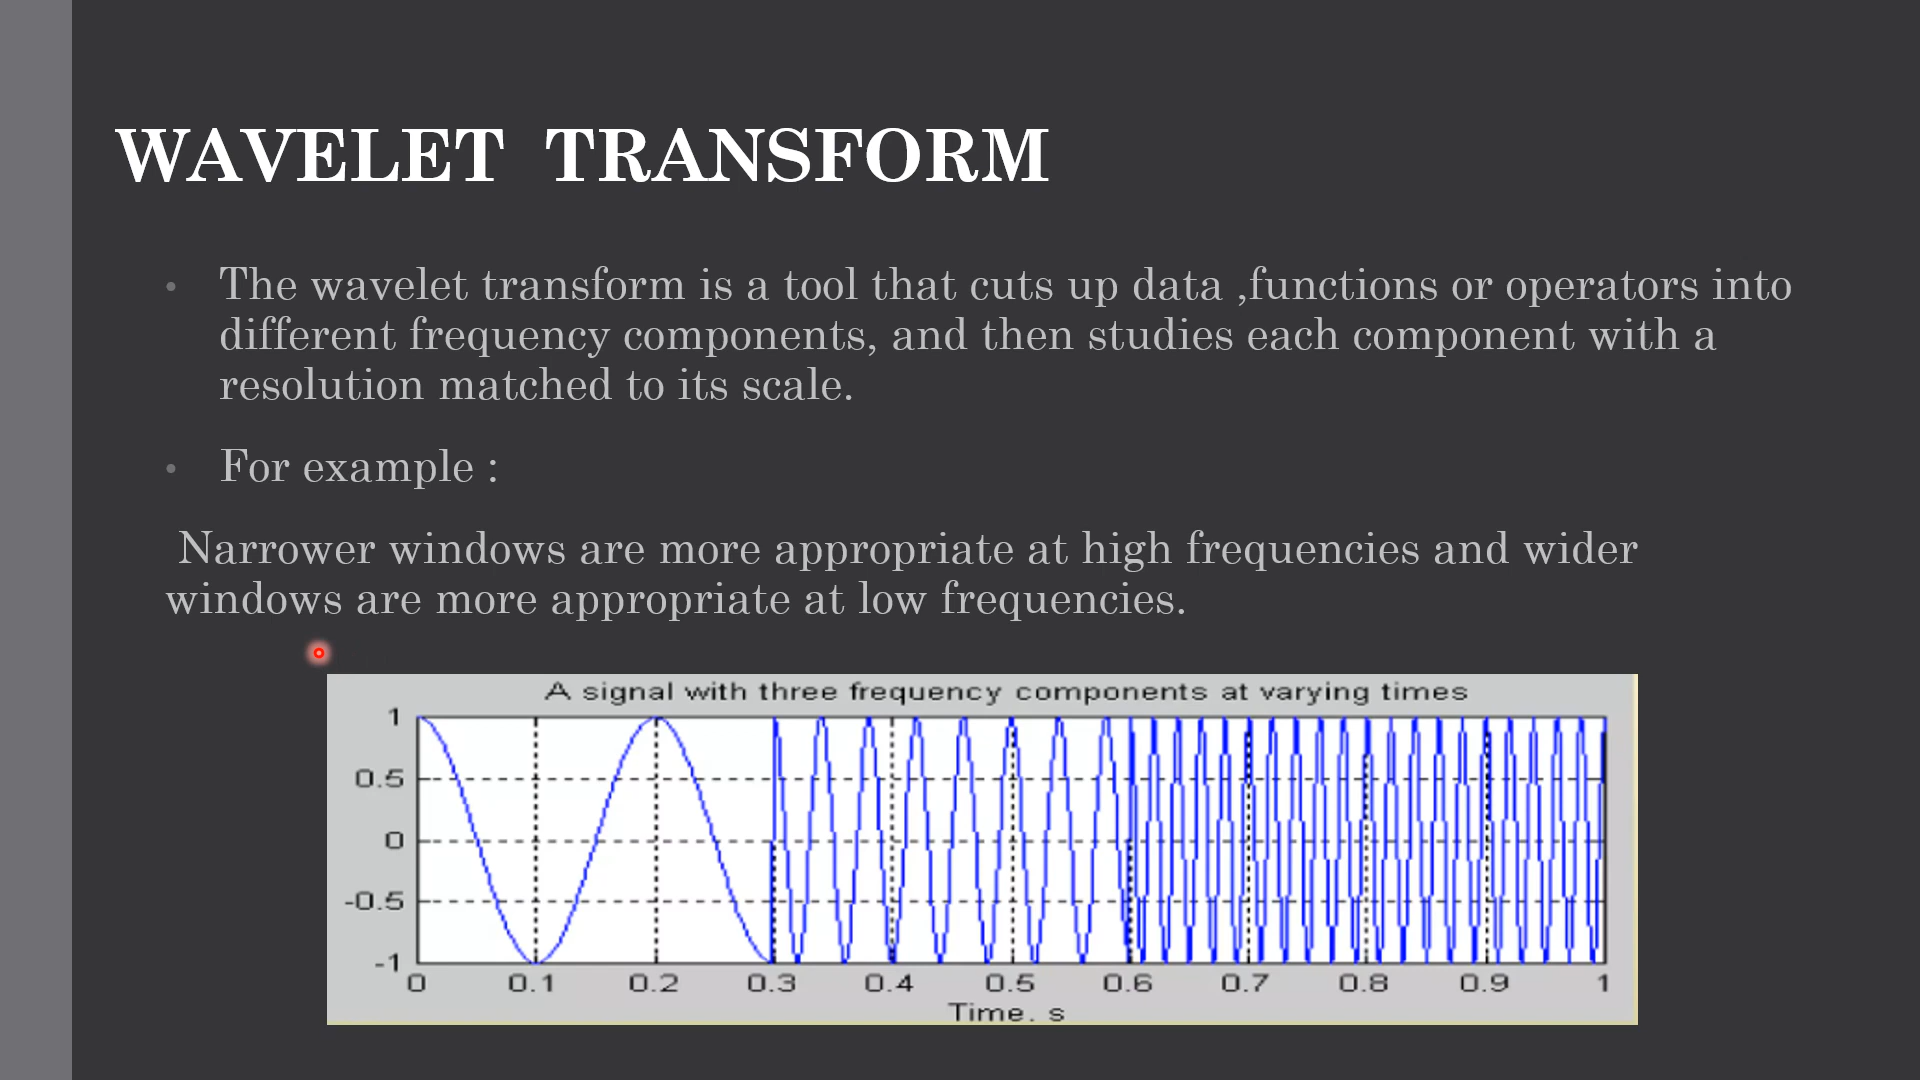 WAVELET TRANSFORM
• The wavelet transform is a tool that cuts up data ,functions or operators into
different frequency components, and then studies each component with a
resolution matched to its scale.
• For example :
Narrower windows are more appropriate at high frequencies and wider
windows are more appropriate at low frequencies.
A signal with three frequency components at varying times
1
0.5
0
-0.5
-1
0 0.1 0.2 0.3 0.4 0.5 0.6 0.7 0.8 0.9 1
Time. s